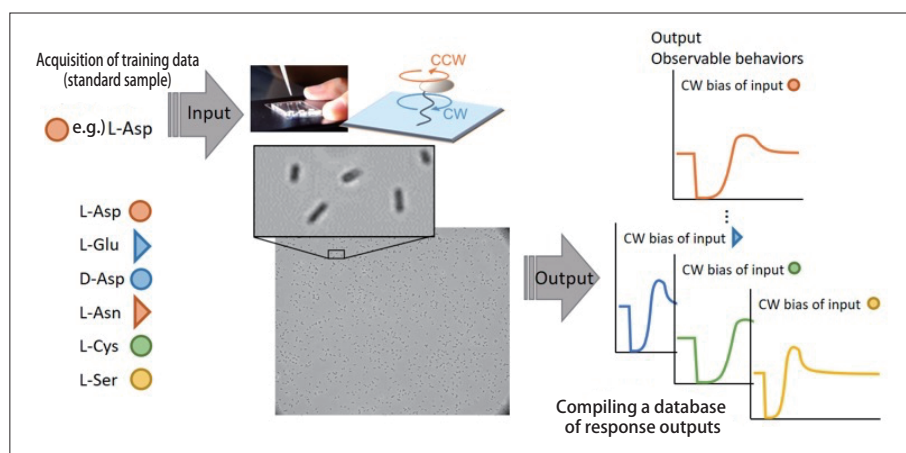 Acquisition of training data
(standard sample)
e.g.) L-Asp
Input
CCW
CW
L-Asp
L-Glu
D-Asp
L-Asn
L-Cys
L-Ser
Output
Output
Observable behaviors
CW bias of input
CW bias of input
CW bias of input
CW bias of input
Compiling a database
of response outputs